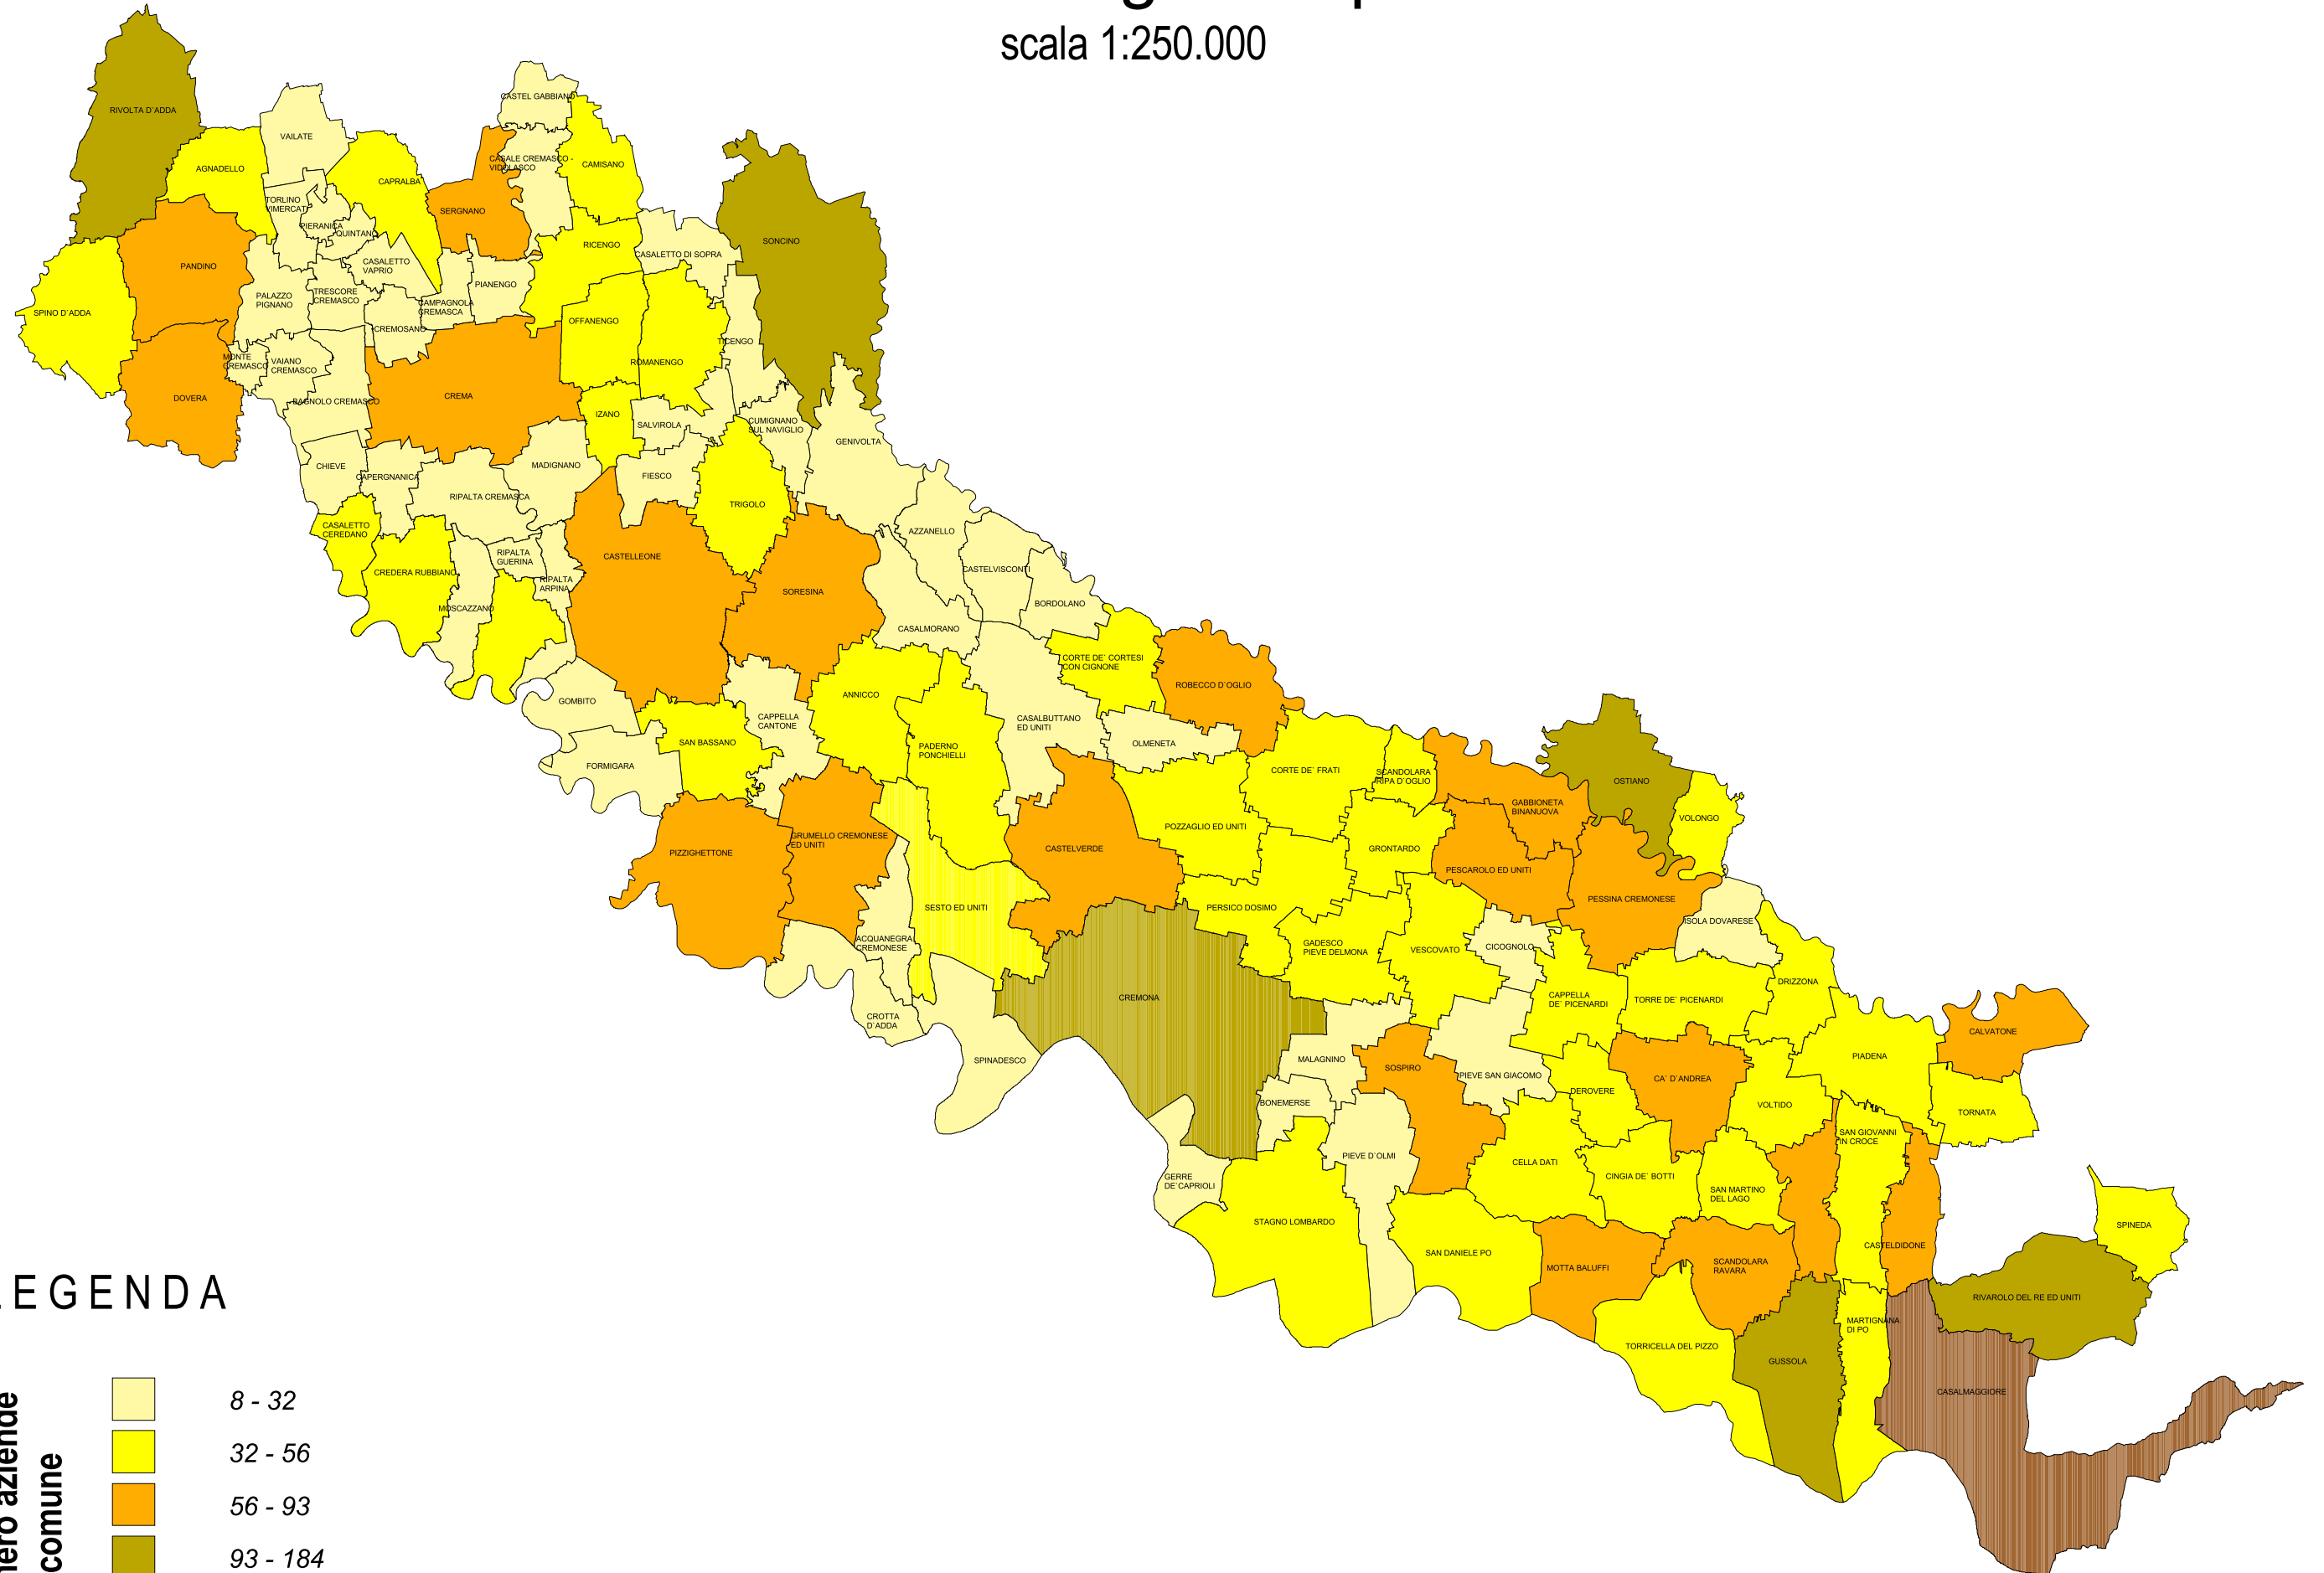 scala 1:250.000
CASTEL GABBIANO
RIVOLTA D'ADDA
VAILATE
CASALE CREMASCO -
VIDOLASCO
CAMISANO
AGNADELLO
CAPRALBA
TORLINO
VIMERCATI
SERGNANO
PIERANICA
QUINTANO
SONCINO
RICENGO
CASALETTO DI SOPRA
PANDINO
CASALETTO
VAPRIO
PIANENGO
PALAZZO
PIGNANO
TRESCORE
CREMASCO
CAMPAGNOLA
CREMASCA
SPINO D'ADDA
OFFANENGO
CREMOSANO
TICENGO
MONTE
CREMASCO
VAIANO
CREMASCO
ROMANENGO
DOVERA
BAGNOLO CREMASCO
CREMA
IZANO
SALVIROLA
CUMIGNANO
SUL NAVIGLIO
GENIVOLTA
CHIEVE
CAPERGNANICA
MADIGNANO
FIESCO
RIPALTA CREMASCA
TRIGOLO
CASALETTO
CEREDANO
AZZANELLO
RIPALTA
GUERINA
CASTELLEONE
CREDERA RUBBIANO
CASTELVISCONTI
RIPALTA
ARPINA
SORESINA
MOSCAZZANO
BORDOLANO
CASALMORANO
CORTE DE' CORTESI
CON CIGNONE
ROBECCO D'OGLIO
GOMBITO
ANNICCO
CAPPELLA
CANTONE
CASALBUTTANO
ED UNITI
SAN BASSANO
PADERNO
PONCHIELLI
OLMENETA
FORMIGARA
CORTE DE' FRATI
SCANDOLARA
RIPA D'OGLIO
OSTIANO
GABBIONETA
BINANUOVA
VOLONGO
POZZAGLIO ED UNITI
GRUMELLO CREMONESE
ED UNITI
PIZZIGHETTONE
CASTELVERDE
GRONTARDO
PESCAROLO ED UNITI
PESSINA CREMONESE
SESTO ED UNITI
PERSICO DOSIMO
ISOLA DOVARESE
ACQUANEGRA
CREMONESE
GADESCO
PIEVE DELMONA
VESCOVATO
CICOGNOLO
DRIZZONA
CREMONA
CAPPELLA
DE' PICENARDI
TORRE DE' PICENARDI
CROTTA
D'ADDA
CALVATONE
SPINADESCO
MALAGNINO
SOSPIRO
PIEVE SAN GIACOMO
PIADENA
CA' D'ANDREA
DEROVERE
BONEMERSE
VOLTIDO
TORNATA
SAN GIOVANNI
IN CROCE
PIEVE D'OLMI
CELLA DATI
GERRE
DE'CAPRIOLI
CINGIA DE' BOTTI
SAN MARTINO
DEL LAGO
STAGNO LOMBARDO
SPINEDA
CASTELDIDONE
SAN DANIELE PO
MOTTA BALUFFI
SCANDOLARA
RAVARA
RIVAROLO DEL RE ED UNITI
MARTIGNANA
DI PO
TORRICELLA DEL PIZZO
GUSSOLA
CASALMAGGIORE
EGENDA
aziende
comune
8 - 32
32 - 56
56 - 93
93 - 184